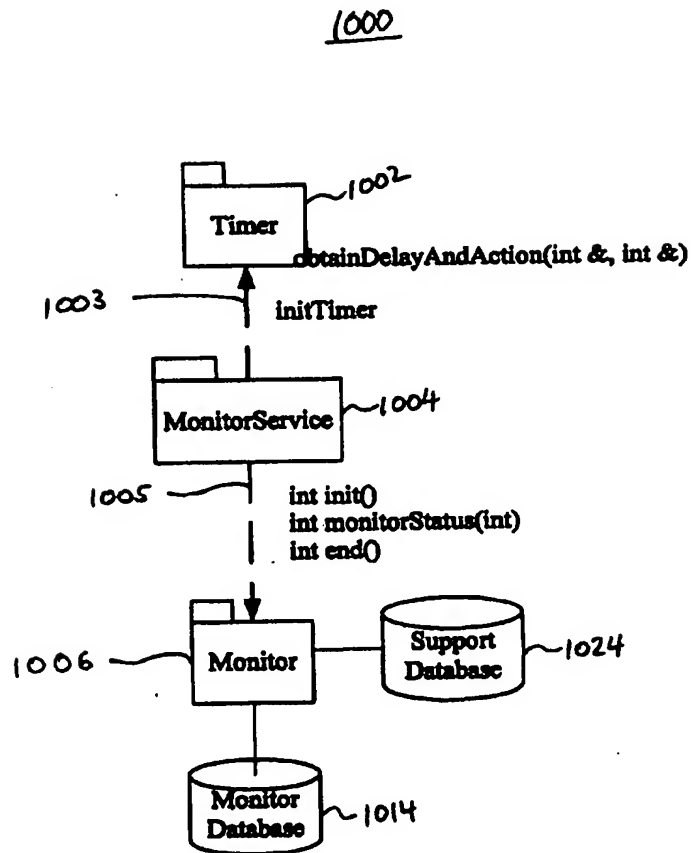 1000
1002
Timer
obtainDelayAndAction(int &, int &)
1003
initTimer
MonitorService
1004
1005
int init()
int monitorStatus(int)
int end()
1006
Monitor
Support
Database
1024
Monitor
Database
1014